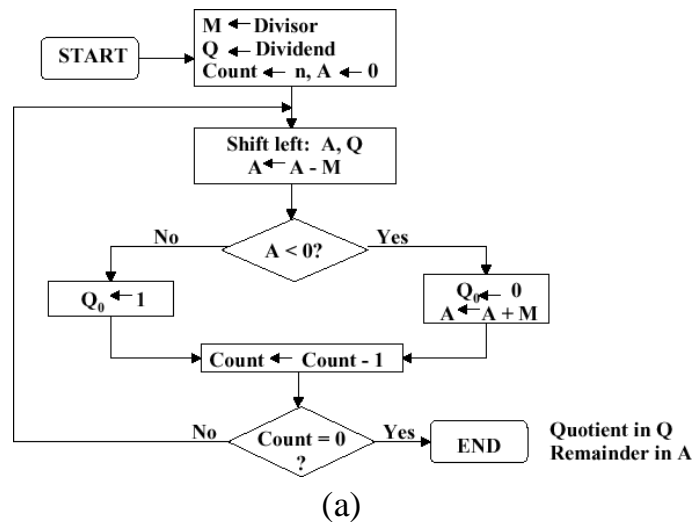 START
M ← Divisor
Q ← Dividend
Count ← n, A ← 0
Shift left: A, Q
A ← A - M
No
A < 0?
Yes
Q₀ ← 1
Q₀ ← 0
A ← A + M
Count ← Count - 1
No
Count = 0
?
Yes
END
Quotient in Q
Remainder in A
(a)